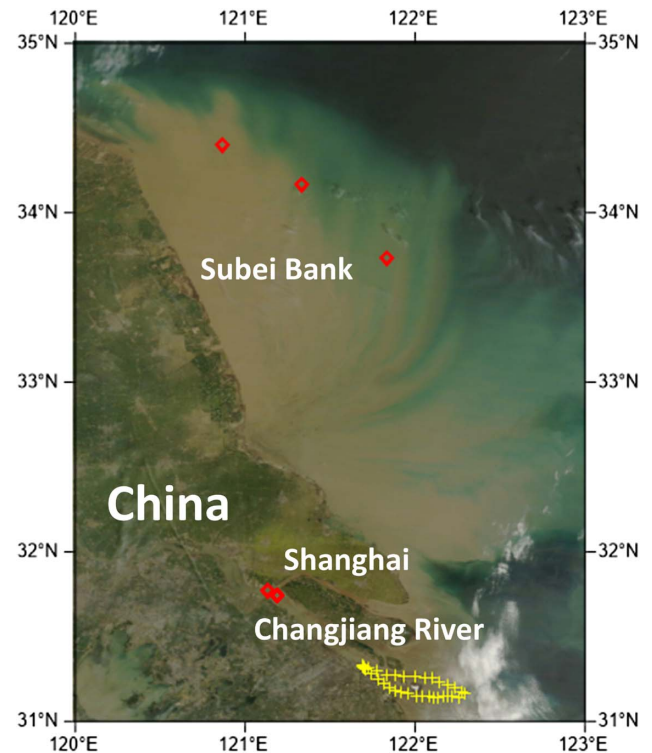 120°E 121°E 122°E 123°E
35°N 35°N
34°N 34°N
Subei Bank
33°N 33°N
China
32°N 32°N
Shanghai
Changjiang River
31°N 31°N
120°E 121°E 122°E 123°E